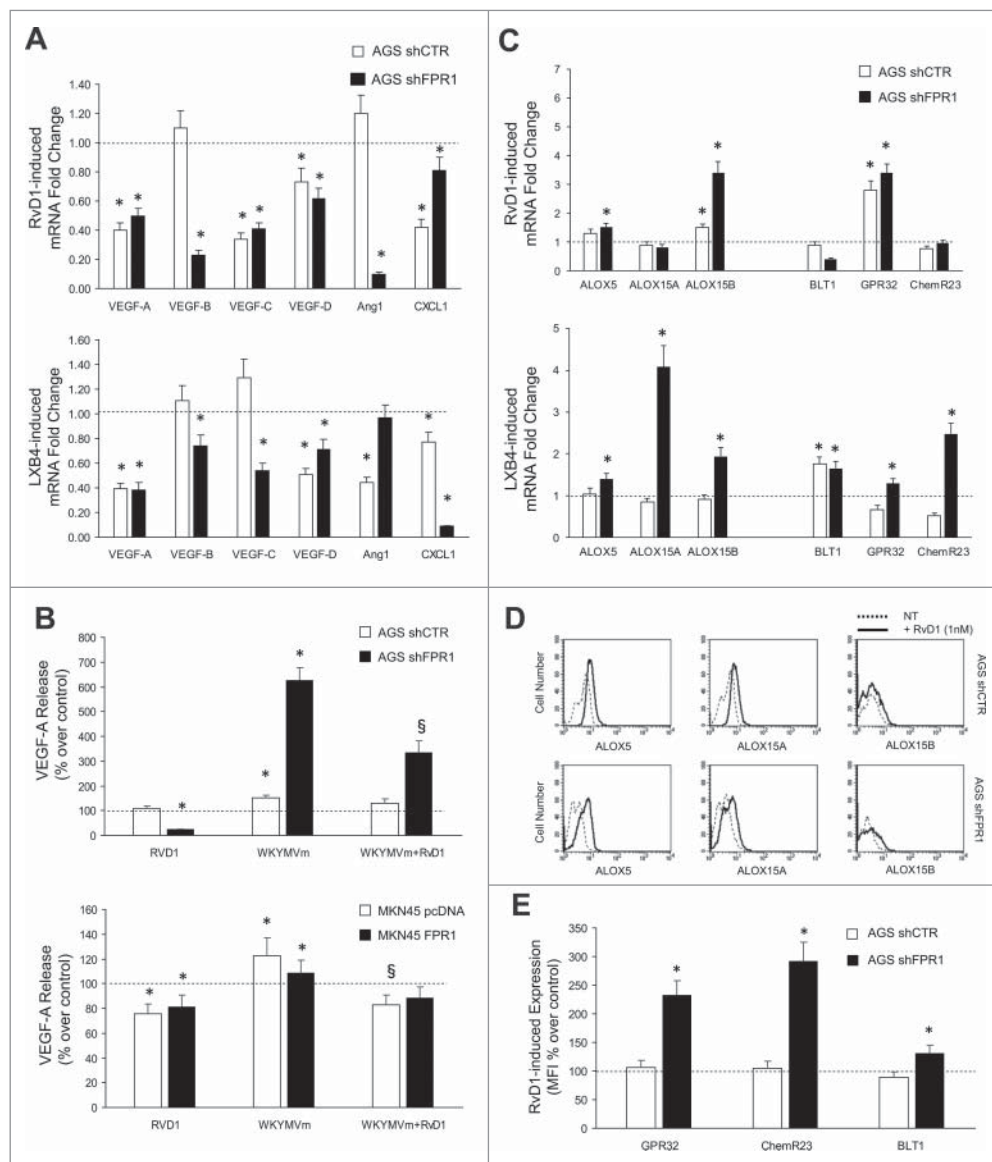 A
AGS shCTR
AGS shFPR1
RvD1-induced
mRNA Fold Change
1.40
1.20
1.00
0.80
0.60
0.40
0.20
0.00
* * * * * * * * * *
VEGF-A VEGF-B VEGF-C VEGF-D Ang1 CXCL1
LXB4-induced
mRNA Fold Change
1.40
1.20
1.00
0.80
0.60
0.40
0.20
0.00
* * * * * * * * *
VEGF-A VEGF-B VEGF-C VEGF-D Ang1 CXCL1
B
AGS shCTR
AGS shFPR1
VEGF-A Release
(% over control)
800
700
600
500
400
300
200
100
0
* * * §
RVD1 WKYMVm WKYMVm+RvD1
MKN45 pcDNA
MKN45 FPR1
VEGF-A Release
(% over control)
160
140
120
100
80
60
40
20
0
* * * * §
RVD1 WKYMVm WKYMVm+RvD1
C
AGS shCTR
AGS shFPR1
RvD1-induced
mRNA Fold Change
7
6
5
4
3
2
1
0
* * * * *
ALOX5 ALOX15A ALOX15B BLT1 GPR32 ChemR23
LXB4-induced
mRNA Fold Change
5
4
3
2
1
0
* * * * * * *
ALOX5 ALOX15A ALOX15B BLT1 GPR32 ChemR23
D
NT
+ RvD1 (1nM)
Cell Number
ALOX5 ALOX15A ALOX15B
AGS shCTR
Cell Number
ALOX5 ALOX15A ALOX15B
AGS shFPR1
E
AGS shCTR
AGS shFPR1
RvD1-induced Expression
(MFI % over control)
350
300
250
200
150
100
50
0
* * *
GPR32 ChemR23 BLT1